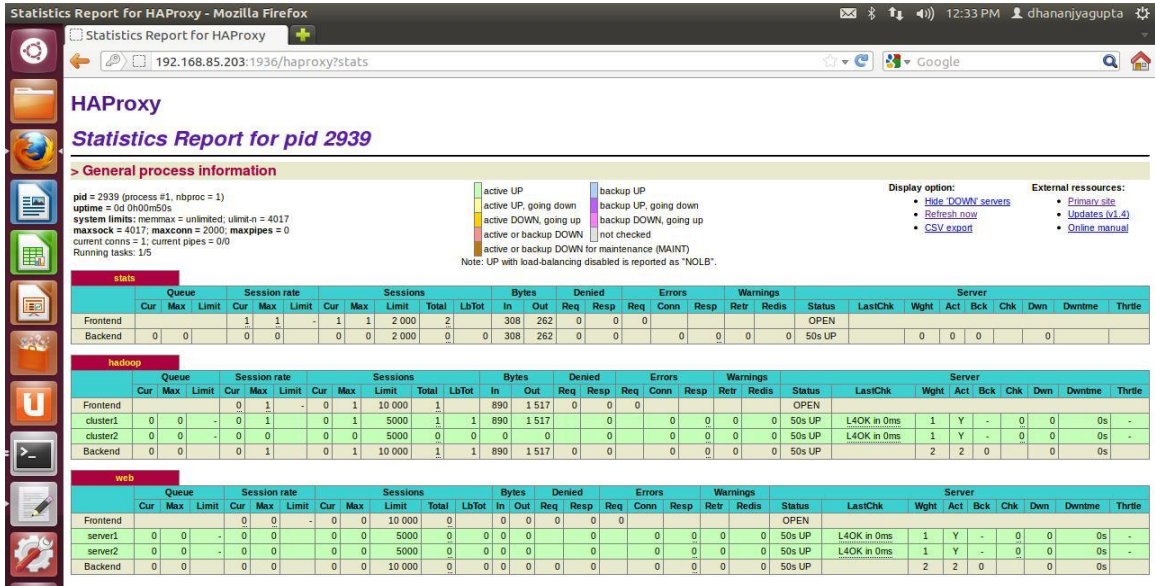 Statistics Report for HAProxy - Mozilla Firefox
12:33 PM dhananjyagupta
Statistics Report for HAProxy
192.168.85.203:1936/haproxy?stats
Google
HAProxy
Statistics Report for pid 2939
> General process information
pid = 2939 (process #1, nbproc = 1)
uptime = 0d 0h00m50s
system limits: memmax = unlimited; ulimit-n = 4017
maxsock = 4017; maxconn = 2000; maxpipes = 0
current conns = 1; current pipes = 0/0
Running tasks: 1/5
active UP backup UP
active UP, going down backup UP, going down
active DOWN, going up backup DOWN, going up
active or backup DOWN not checked
active or backup DOWN for maintenance (MAINT)
Note: UP with load-balancing disabled is reported as "NOLB".
Display option:
• Hide 'DOWN' servers
• Refresh now
• CSV export
External ressources:
• Primary site
• Updates (v1.4)
• Online manual
stats
Queue Session rate Sessions Bytes Denied Errors Warnings Server
Cur Max Limit Cur Max Limit Cur Max Limit Total LbTot In Out Req Resp Req Conn Resp Retr Redis Status LastChk Wght Act Bck Chk Dwn Dwntme Thrtle
Frontend 1 1 - 1 1 2 000 2 308 262 0 0 0 OPEN
Backend 0 0 0 0 0 0 2 000 0 0 308 262 0 0 0 0 0 0 50s UP 0 0 0 0
hadoop
Queue Session rate Sessions Bytes Denied Errors Warnings Server
Cur Max Limit Cur Max Limit Cur Max Limit Total LbTot In Out Req Resp Req Conn Resp Retr Redis Status LastChk Wght Act Bck Chk Dwn Dwntme Thrtle
Frontend 0 1 - 0 1 10 000 1 890 1 517 0 0 0 OPEN
cluster1 0 0 - 0 1 0 1 5000 1 1 890 1 517 0 0 0 0 0 50s UP L4OK in 0ms 1 Y - 0 0 0s -
cluster2 0 0 - 0 0 0 0 5000 0 0 0 0 0 0 0 0 0 50s UP L4OK in 0ms 1 Y - 0 0 0s -
Backend 0 0 0 1 0 1 10 000 1 1 890 1 517 0 0 0 0 0 0 50s UP 2 2 0 0 0s
web
Queue Session rate Sessions Bytes Denied Errors Warnings Server
Cur Max Limit Cur Max Limit Cur Max Limit Total LbTot In Out Req Resp Req Conn Resp Retr Redis Status LastChk Wght Act Bck Chk Dwn Dwntme Thrtle
Frontend 0 0 - 0 0 10 000 0 0 0 0 0 0 OPEN
server1 0 0 - 0 0 0 0 5000 0 0 0 0 0 0 0 0 0 50s UP L4OK in 0ms 1 Y - 0 0 0s -
server2 0 0 - 0 0 0 0 5000 0 0 0 0 0 0 0 0 0 50s UP L4OK in 0ms 1 Y - 0 0 0s -
Backend 0 0 0 0 0 0 10 000 0 0 0 0 0 0 0 0 0 0 50s UP 2 2 0 0 0s